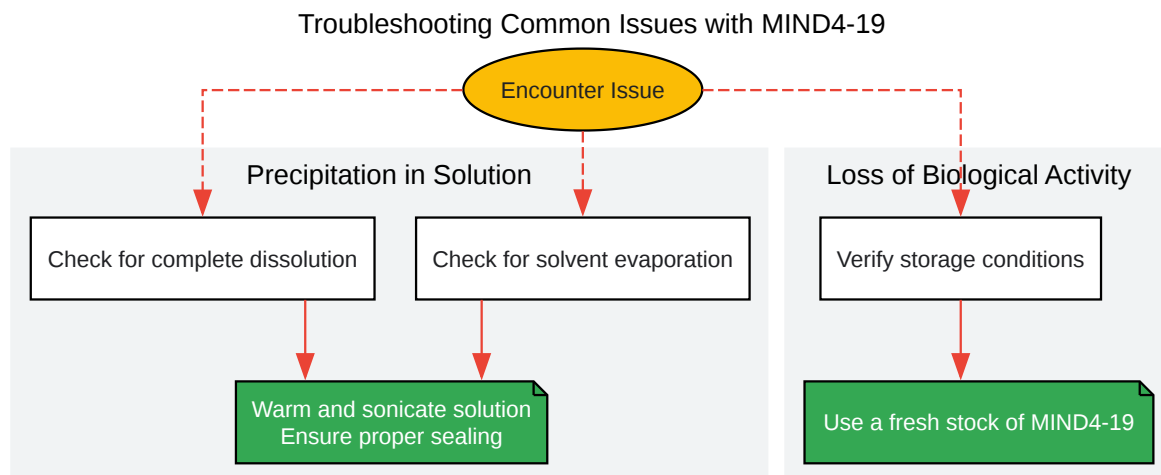 Troubleshooting Common Issues with MIND4-19
Encounter Issue
Precipitation in Solution
Check for complete dissolution
Check for solvent evaporation
Warm and sonicate solution
Ensure proper sealing
Loss of Biological Activity
Verify storage conditions
Use a fresh stock of MIND4-19